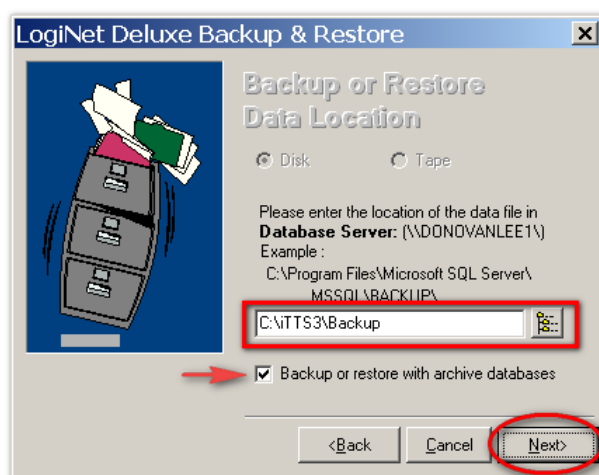 LogiNet Deluxe Backup & Restore
Backup or Restore
Data Location
Disk Tape
Please enter the location of the data file in
Database Server: (\\DONOVANLEE1\)
Example :
C:\Program Files\Microsoft SQL Server\
MSSQL\BACKUP\
C:\iTTS3\Backup
Backup or restore with archive databases
<Back Cancel Next>